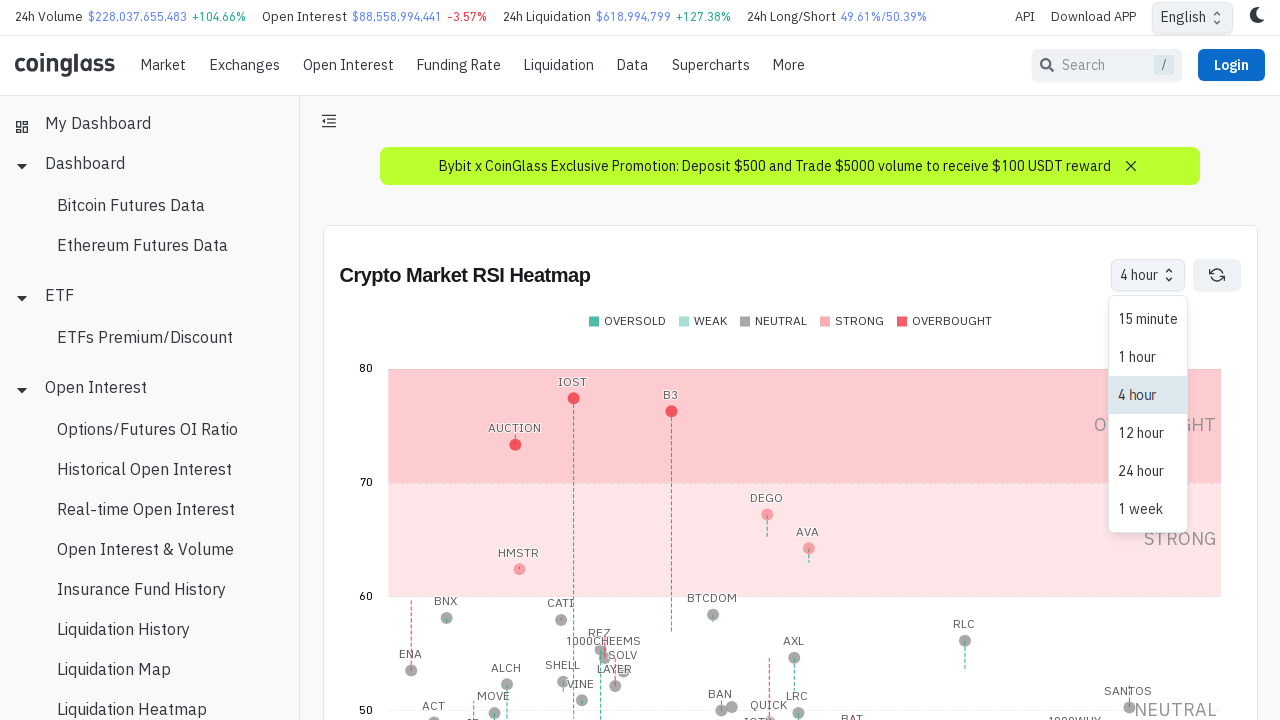 24h Volume $228,037,655,483 +104.66% Open Interest $88,558,994,441 -3.57% 24h Liquidation $618,994,799 +127.38% 24h Long/Short 49.61%/50.39% API Download APP English
coinglass Market Exchanges Open Interest Funding Rate Liquidation Data Supercharts More Search / Login
My Dashboard
Dashboard
Bitcoin Futures Data
Ethereum Futures Data
ETF
ETFs Premium/Discount
Open Interest
Options/Futures OI Ratio
Historical Open Interest
Real-time Open Interest
Open Interest & Volume
Insurance Fund History
Liquidation History
Liquidation Map
Liquidation Heatmap
Bybit x CoinGlass Exclusive Promotion: Deposit $500 and Trade $5000 volume to receive $100 USDT reward
Crypto Market RSI Heatmap
4 hour
15 minute
1 hour
4 hour
12 hour
24 hour
1 week
OVERSOLD WEAK NEUTRAL STRONG OVERBOUGHT
80
IOST
B3
AUCTION
70
DEGO
AVA
STRONG
HMSTR
60
BNX
CATI
BTCDOM
RLC
REZ
1000CHEEMS
AXL
ENA
SOLV
SHELL
LAYER
ALCH
VINE
MOVE
BAN
LRC
SANTOS
ACT
QUICK
50
NEUTRAL
BAT
1000WHY